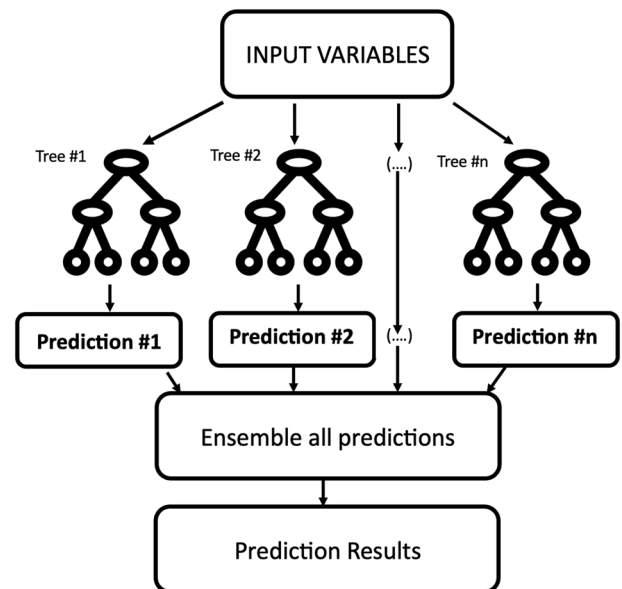 INPUT VARIABLES
Tree #1
Tree #2
(....)
Tree #n
Prediction #1
Prediction #2
(....)
Prediction #n
Ensemble all predictions
Prediction Results